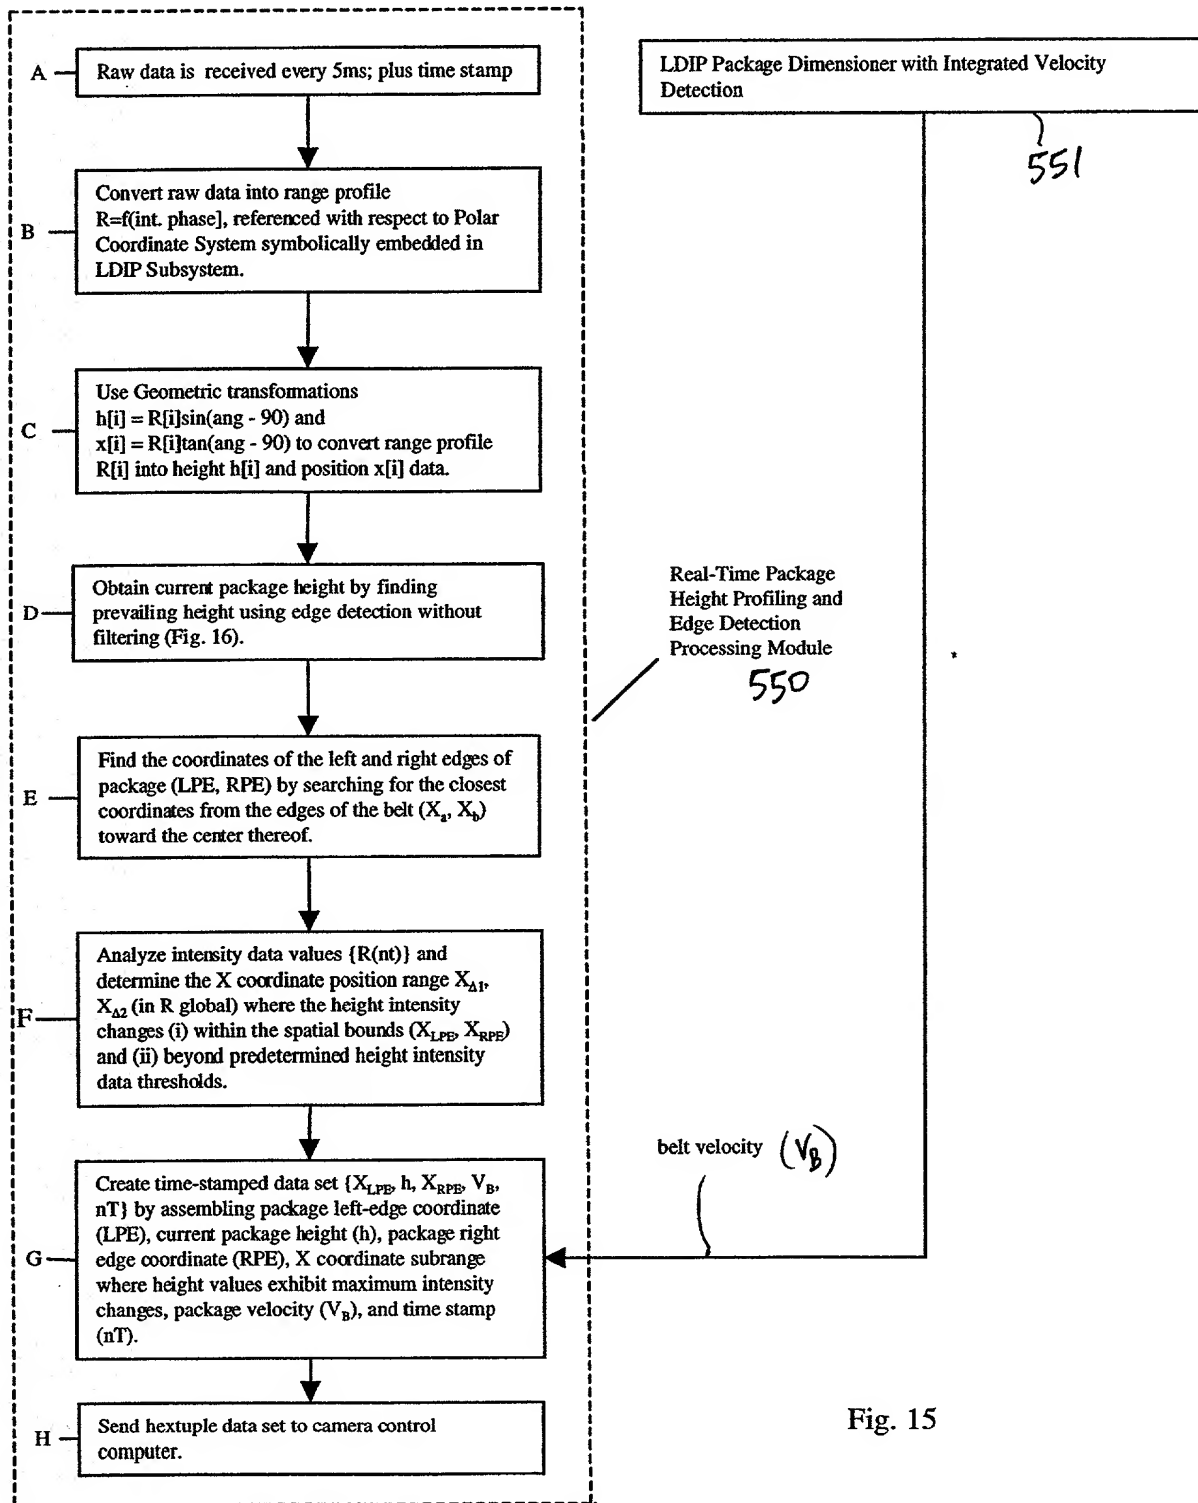 A
Raw data is received every 5ms; plus time stamp
B
Convert raw data into range profile
R=f(int. phase], referenced with respect to Polar
Coordinate System symbolically embedded in
LDIP Subsystem.
C
Use Geometric transformations
h[i] = R[i]sin(ang - 90) and
x[i] = R[i]tan(ang - 90) to convert range profile
R[i] into height h[i] and position x[i] data.
D
Obtain current package height by finding
prevailing height using edge detection without
filtering (Fig. 16).
E
Find the coordinates of the left and right edges of
package (LPE, RPE) by searching for the closest
coordinates from the edges of the belt (Xa, Xb)
toward the center thereof.
F
Analyze intensity data values {R(nt)} and
determine the X coordinate position range XΔ1,
XΔ2 (in R global) where the height intensity
changes (i) within the spatial bounds (XLPE, XRPE)
and (ii) beyond predetermined height intensity
data thresholds.
G
Create time-stamped data set {XLPE, h, XRPE, VB,
nT} by assembling package left-edge coordinate
(LPE), current package height (h), package right
edge coordinate (RPE), X coordinate subrange
where height values exhibit maximum intensity
changes, package velocity (VB), and time stamp
(nT).
H
Send hextuple data set to camera control
computer.
LDIP Package Dimensioner with Integrated Velocity
Detection
551
Real-Time Package
Height Profiling and
Edge Detection
Processing Module
550
belt velocity (VB)
Fig. 15